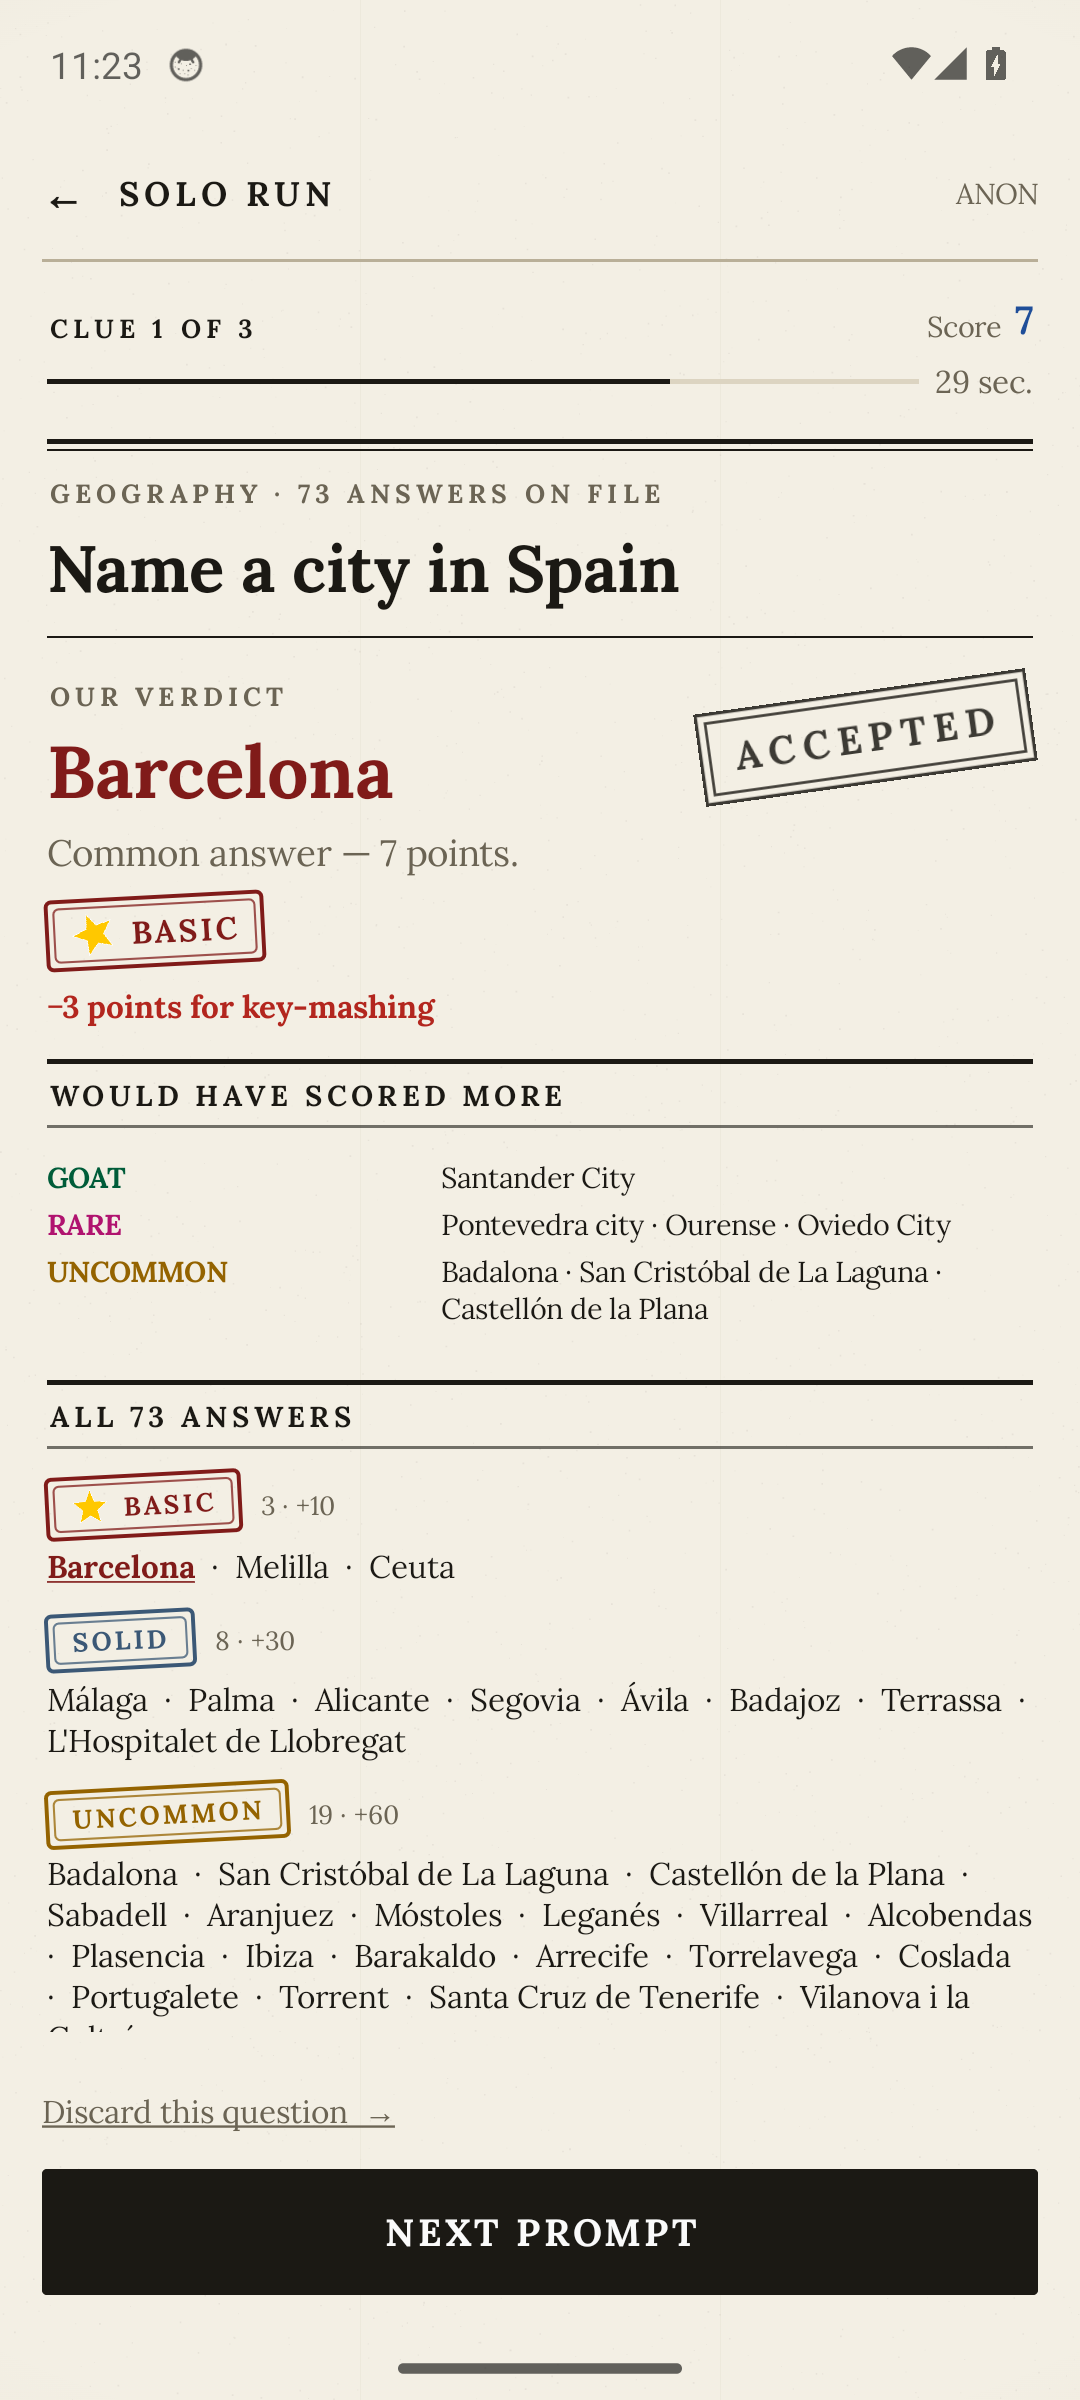 11:23
← SOLO RUN
ANON
CLUE 1 OF 3
Score 7
29 sec.
GEOGRAPHY · 73 ANSWERS ON FILE
Name a city in Spain
OUR VERDICT
ACCEPTED
Barcelona
Common answer — 7 points.
BASIC
−3 points for key-mashing
WOULD HAVE SCORED MORE
GOAT Santander City
RARE Pontevedra city · Ourense · Oviedo City
UNCOMMON Badalona · San Cristóbal de La Laguna ·
Castellón de la Plana
ALL 73 ANSWERS
BASIC 3 · +10
Barcelona · Melilla · Ceuta
SOLID 8 · +30
Málaga · Palma · Alicante · Segovia · Ávila · Badajoz · Terrassa ·
L'Hospitalet de Llobregat
UNCOMMON 19 · +60
Badalona · San Cristóbal de La Laguna · Castellón de la Plana ·
Sabadell · Aranjuez · Móstoles · Leganés · Villarreal · Alcobendas
· Plasencia · Ibiza · Barakaldo · Arrecife · Torrelavega · Coslada
· Portugalete · Torrent · Santa Cruz de Tenerife · Vilanova i la
Discard this question →
NEXT PROMPT